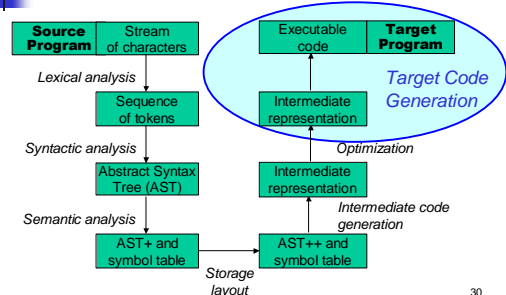 Source
Program
Stream
of characters
Lexical analysis
Sequence
of tokens
Syntactic analysis
Abstract Syntax
Tree (AST)
Semantic analysis
AST+ and
symbol table
Storage
layout
AST++ and
symbol table
Intermediate code
generation
Intermediate
representation
Optimization
Intermediate
representation
Executable
code
Target
Program
Target Code
Generation
30